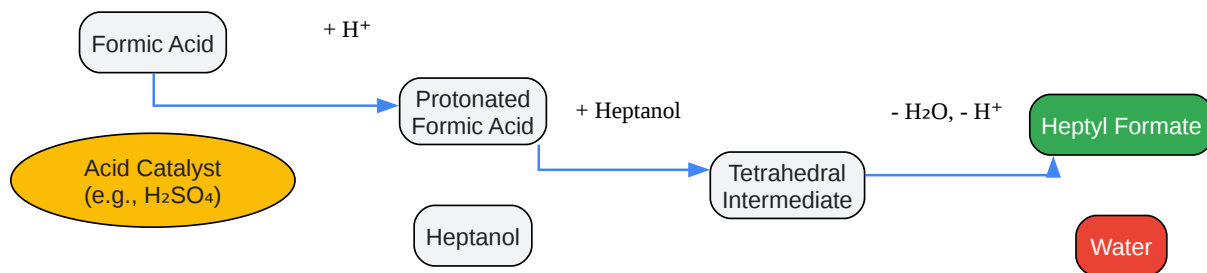 Formic Acid
+ H⁺
Protonated
Formic Acid
+ Heptanol
- H₂O, - H⁺
Heptyl Formate
Acid Catalyst
(e.g., H₂SO₄)
Tetrahedral
Intermediate
Heptanol
Water